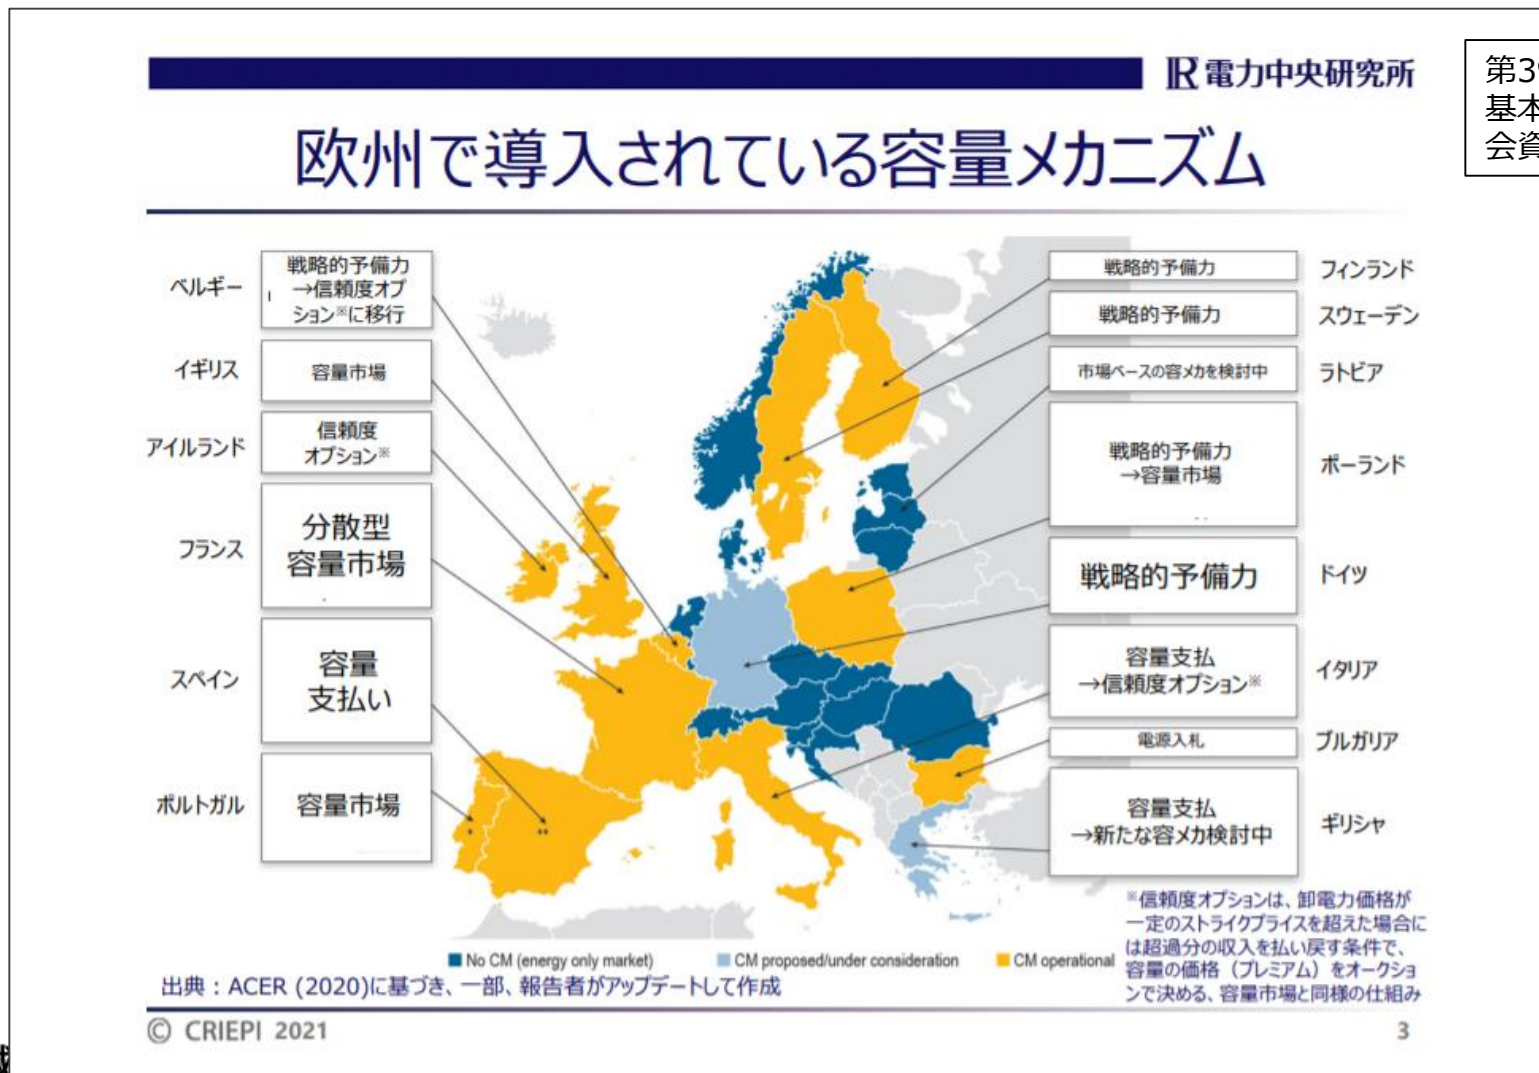 電力中央研究所
第39
基本
会資
欧州で導入されている容量メカニズム
ベルギー
戦略的予備力
→信頼度オプ
ション※に移行
イギリス
容量市場
アイルランド
信頼度
オプション※
フランス
分散型
容量市場
スペイン
容量
支払い
ポルトガル
容量市場
戦略的予備力
フィンランド
戦略的予備力
スウェーデン
市場ベースの容メカを検討中
ラトビア
戦略的予備力
→容量市場
ポーランド
戦略的予備力
ドイツ
容量支払
→信頼度オプション※
イタリア
電源入札
ブルガリア
容量支払
→新たな容メカ検討中
ギリシャ
※信頼度オプションは、卸電力価格が
一定のストライクプライスを超えた場合に
は超過分の収入を払い戻す条件で、
容量の価格（プレミアム）をオークショ
ンで決める、容量市場と同様の仕組み
No CM (energy only market)
CM proposed/under consideration
CM operational
出典：ACER (2020)に基づき、一部、報告者がアップデートして作成
© CRIEPI 2021
3